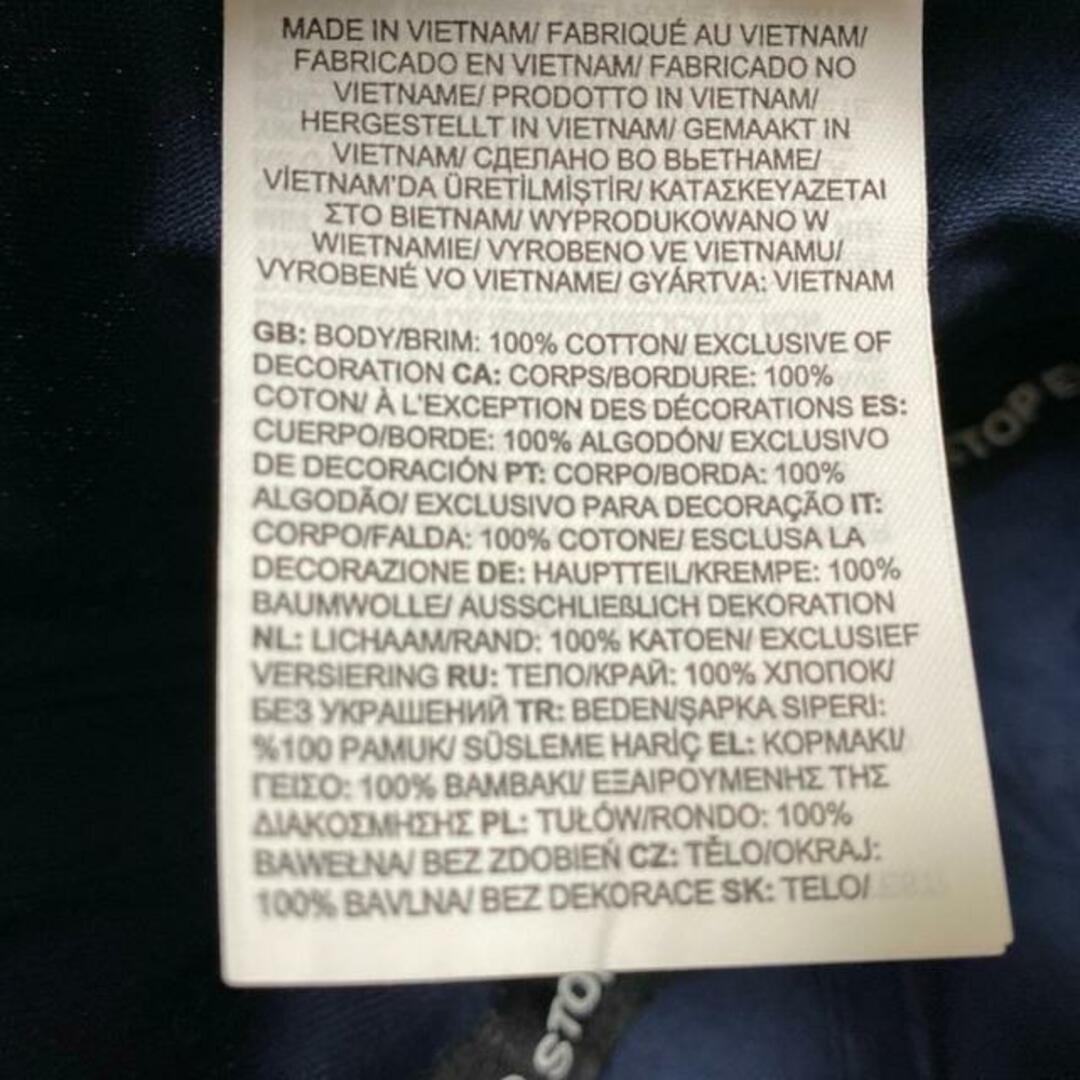 MADE IN VIETNAM/ FABRIQUÉ AU VIETNAM/
FABRICADO EN VIETNAM/ FABRICADO NO
VIETNAME/ PRODOTTO IN VIETNAM/
HERGESTELLT IN VIETNAM/ GEMAAKT IN
VIETNAM/ СДЕЛАНО ВО ВЬЕТНАМЕ/
VİETNAM'DA ÜRETİLMİŞTİR/ ΚΑΤΑΣΚΕΥΑΖΕΤΑΙ
ΣΤΟ ΒΙΕΤΝΑΜ/ WYPRODUKOWANO W
WIETNAMIE/ VYROBENO VE VIETNAMU/
VYROBENÉ VO VIETNAME/ GYÁRTVA: VIETNAM
GB: BODY/BRIM: 100% COTTON/ EXCLUSIVE OF
DECORATION CA: CORPS/BORDURE: 100%
COTON/ À L'EXCEPTION DES DÉCORATIONS ES:
CUERPO/BORDE: 100% ALGODÓN/ EXCLUSIVO
DE DECORACIÓN PT: CORPO/BORDA: 100%
ALGODÃO/ EXCLUSIVO PARA DECORAÇÃO IT:
CORPO/FALDA: 100% COTONE/ ESCLUSA LA
DECORAZIONE DE: HAUPTTEIL/KREMPE: 100%
BAUMWOLLE/ AUSSCHLIEßLICH DEKORATION
NL: LICHAAM/RAND: 100% KATOEN/ EXCLUSIEF
VERSIERING RU: ТЕЛО/КРАЙ: 100% ХЛОПОК/
БЕЗ УКРАШЕНИЙ TR: BEDEN/ŞAPKA SIPERI:
%100 PAMUK/ SÜSLEME HARİÇ EL: ΚΟΡΜΑΚΙ/
ΓΕΙΣΟ: 100% ΒΑΜΒΑΚΙ/ ΕΞΑΙΡΟΥΜΕΝΗΣ ΤΗΣ
ΔΙΑΚΟΣΜΗΣΗΣ PL: TUŁÓW/RONDO: 100%
BAWEŁNA/ BEZ ZDOBIEŃ CZ: TĚLO/OKRAJ:
100% BAVLNA/ BEZ DEKORACE SK: TELO/
STOP